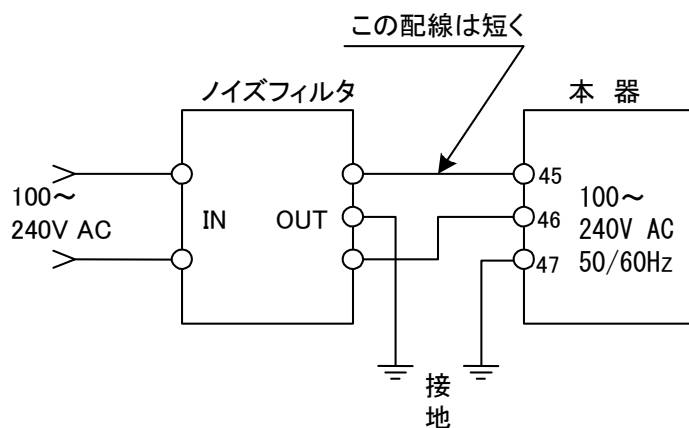 この配線は短く
ノイズフィルタ
本 器
100～
240V AC
IN
OUT
45
46
47
100～
240V AC
50/60Hz
接
地